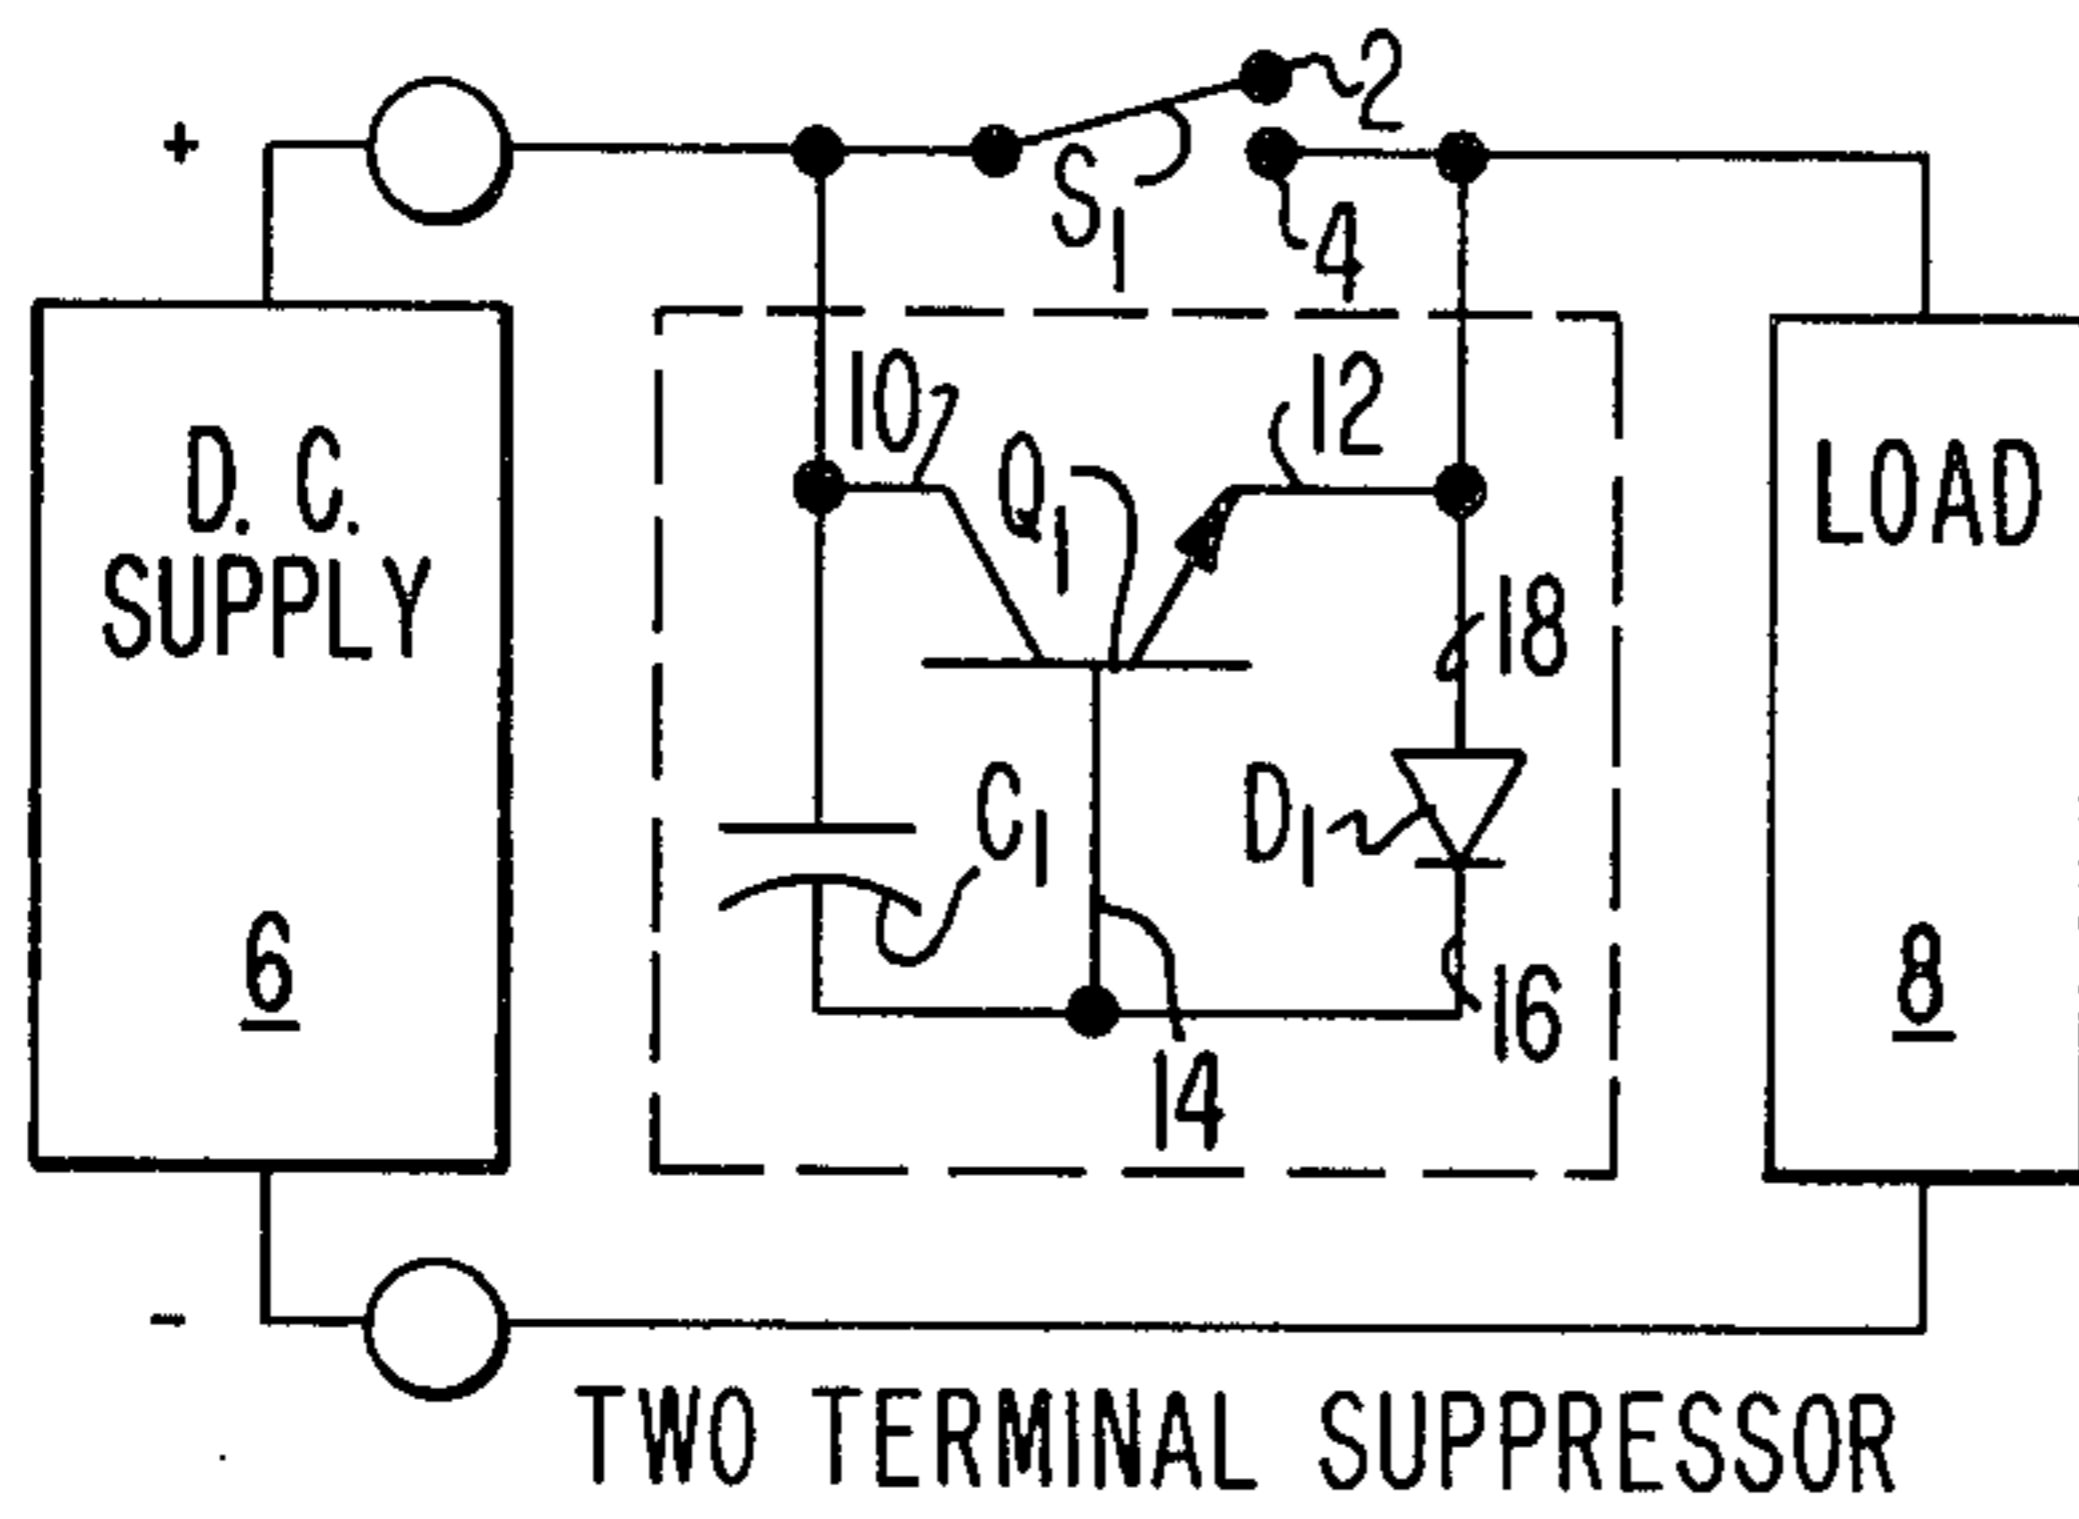 2
+
S1
4
10
12
Q1
D. C.
SUPPLY
LOAD
18
C1
D1
6
8
16
14
-
TWO TERMINAL SUPPRESSOR